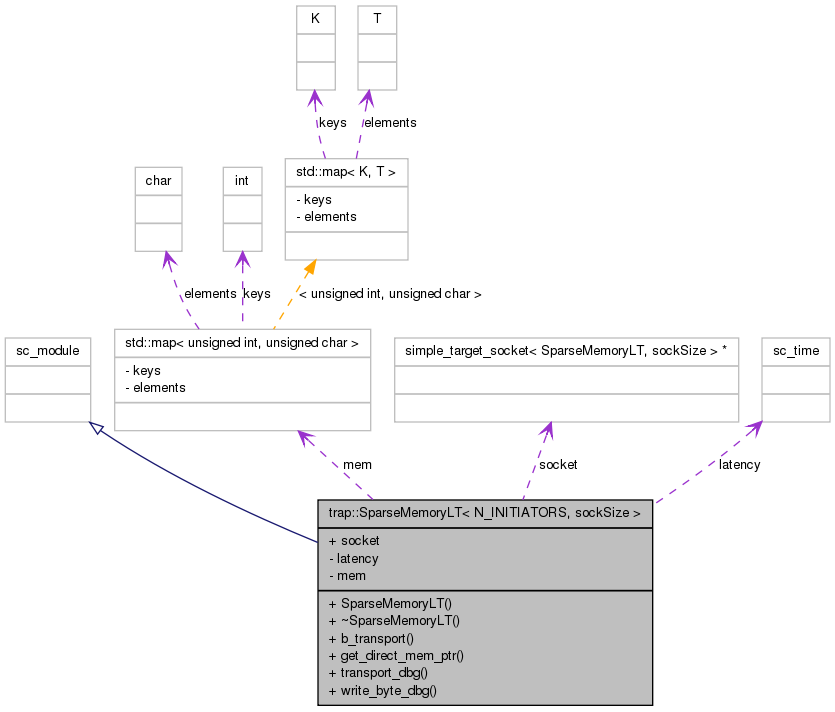 K
T
keys
elements
std::map< K, T >
- keys
- elements
char
int
elements
keys
< unsigned int, unsigned char >
sc_module
std::map< unsigned int, unsigned char >
- keys
- elements
simple_target_socket< SparseMemoryLT, sockSize > *
sc_time
mem
socket
latency
trap::SparseMemoryLT< N_INITIATORS, sockSize >
+ socket
- latency
- mem
+ SparseMemoryLT()
+ ~SparseMemoryLT()
+ b_transport()
+ get_direct_mem_ptr()
+ transport_dbg()
+ write_byte_dbg()